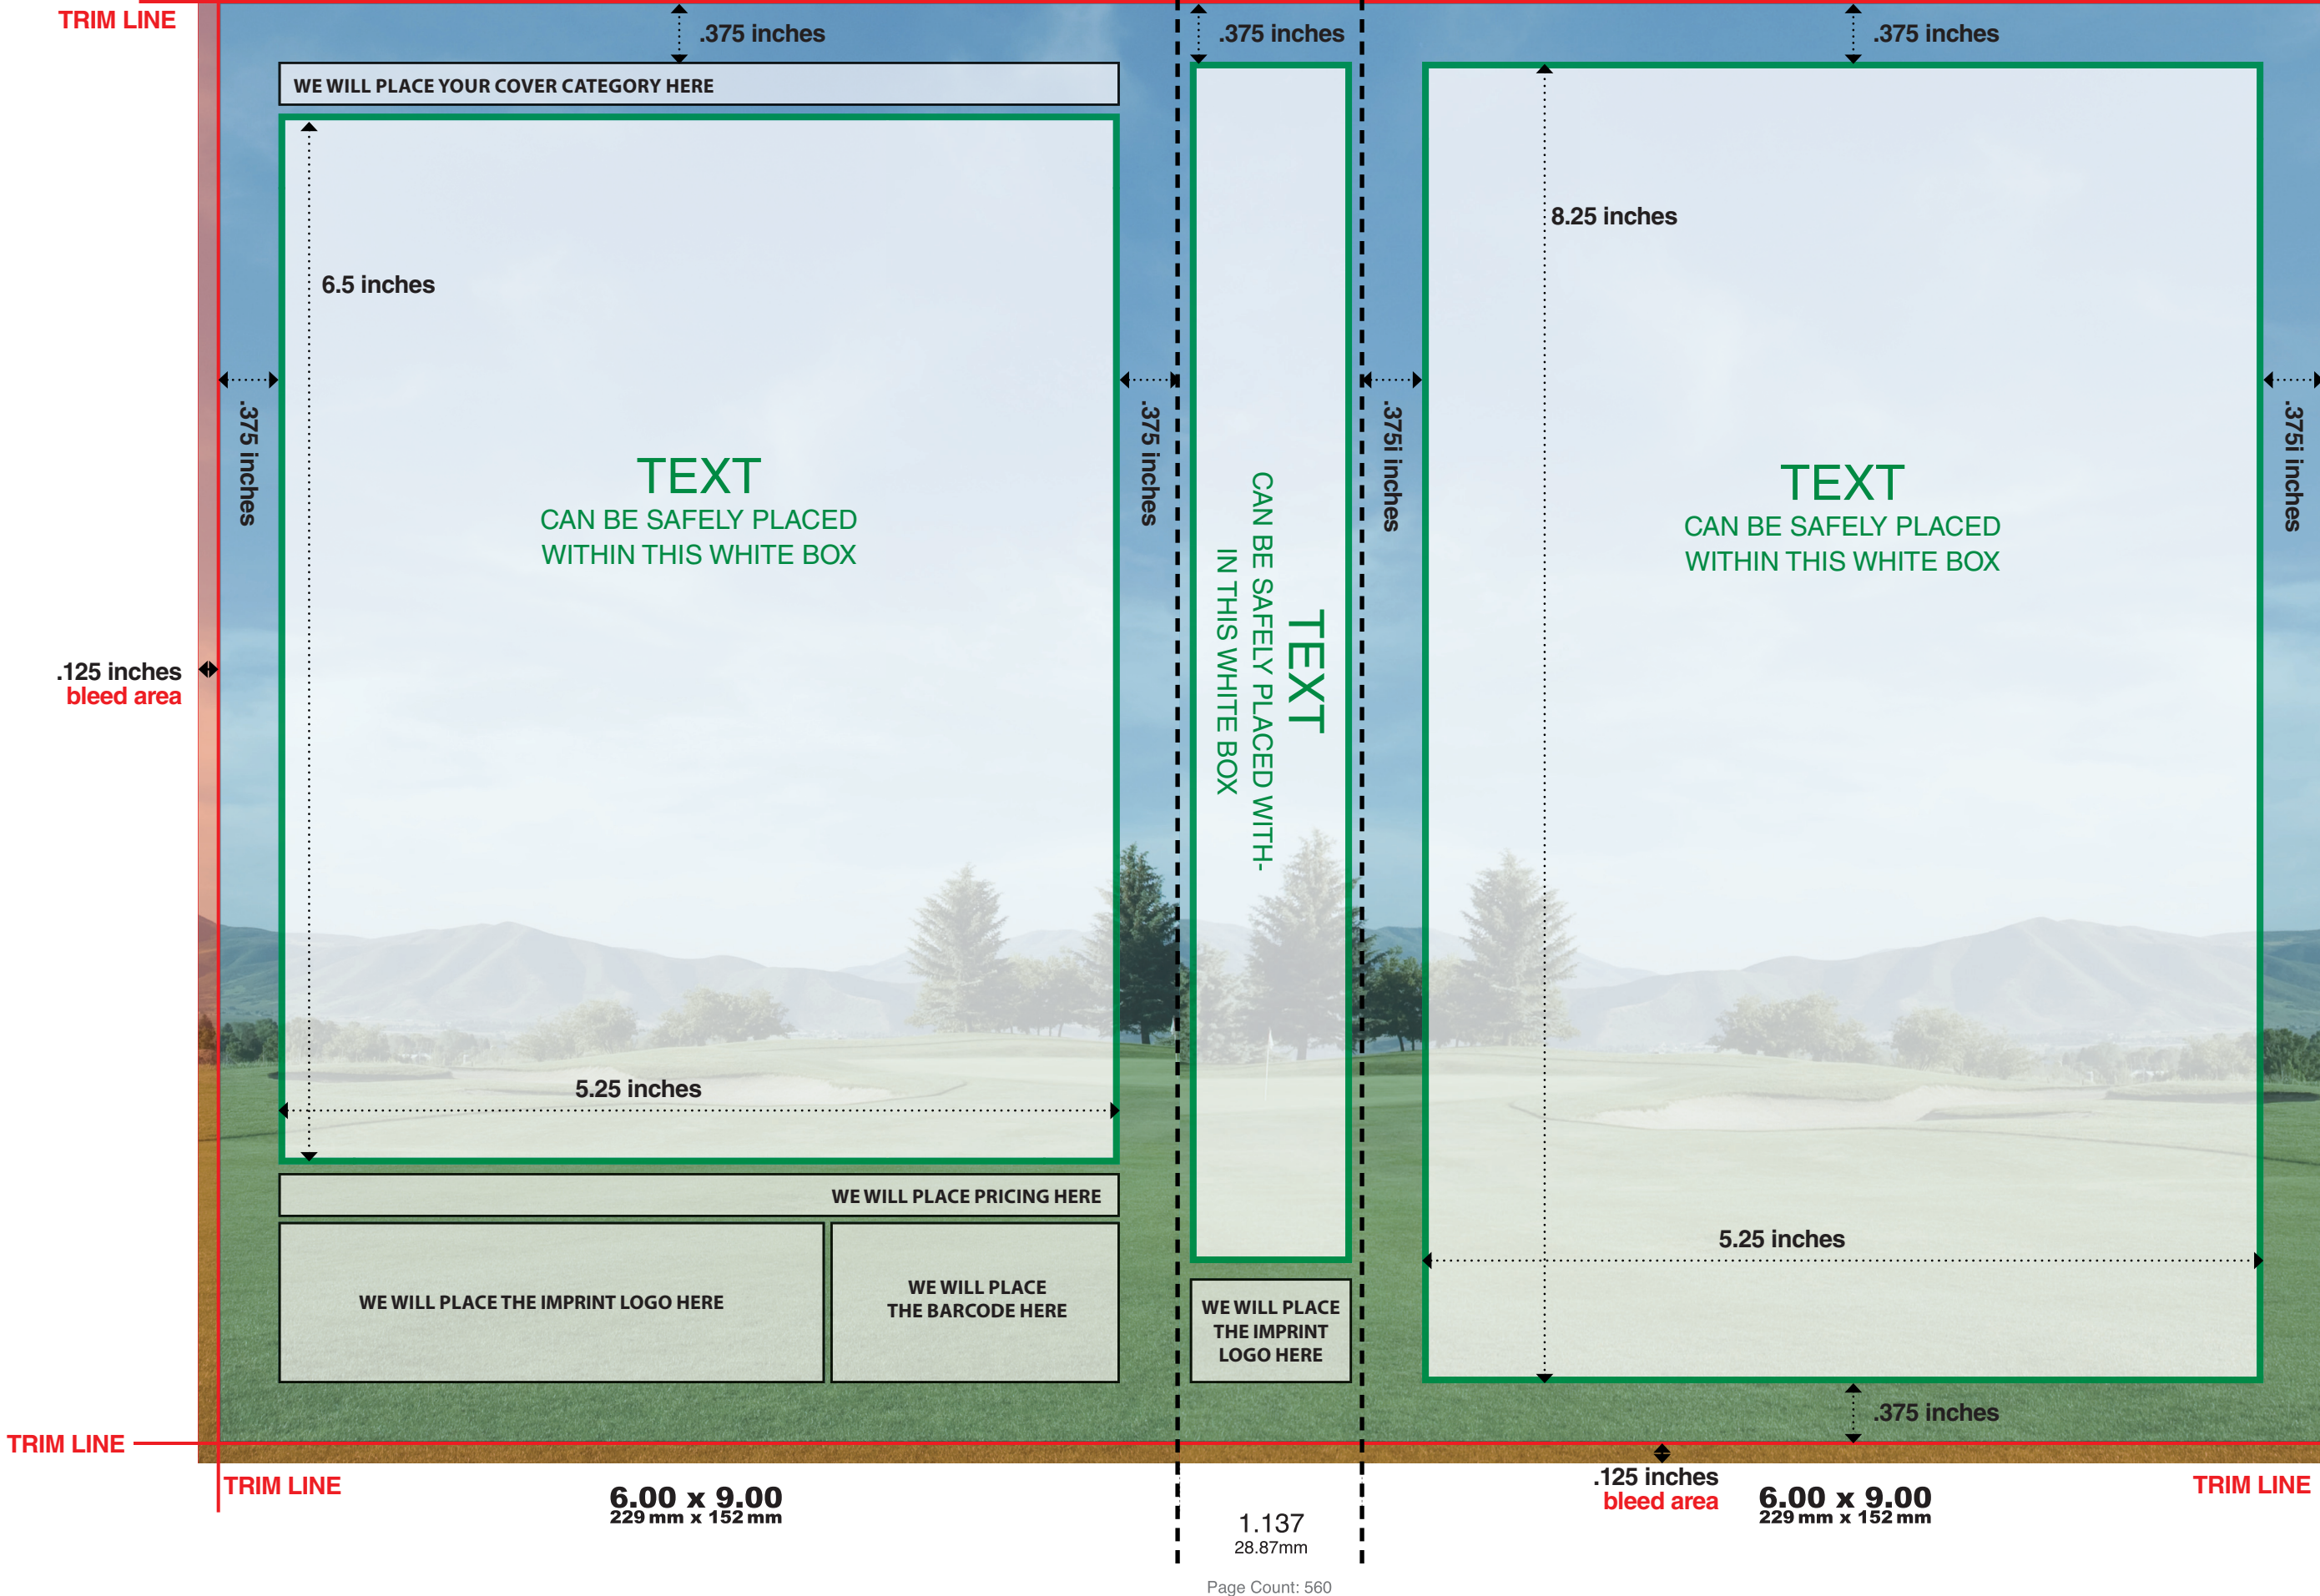 TRIM LINE
.375 inches
.375 inches
.375 inches
WE WILL PLACE YOUR COVER CATEGORY HERE
6.5 inches
8.25 inches
.375 inches
.375 inches
.375i inches
.375i inches
TEXT
CAN BE SAFELY PLACED
WITHIN THIS WHITE BOX
TEXT
CAN BE SAFELY PLACED WITH-
IN THIS WHITE BOX
TEXT
CAN BE SAFELY PLACED
WITHIN THIS WHITE BOX
.125 inches
bleed area
5.25 inches
WE WILL PLACE PRICING HERE
5.25 inches
WE WILL PLACE THE IMPRINT LOGO HERE
WE WILL PLACE
THE BARCODE HERE
WE WILL PLACE
THE IMPRINT
LOGO HERE
.375 inches
TRIM LINE
TRIM LINE
6.00 x 9.00
229 mm x 152 mm
1.137
28.87mm
Page Count: 560
.125 inches
bleed area
6.00 x 9.00
229 mm x 152 mm
TRIM LINE